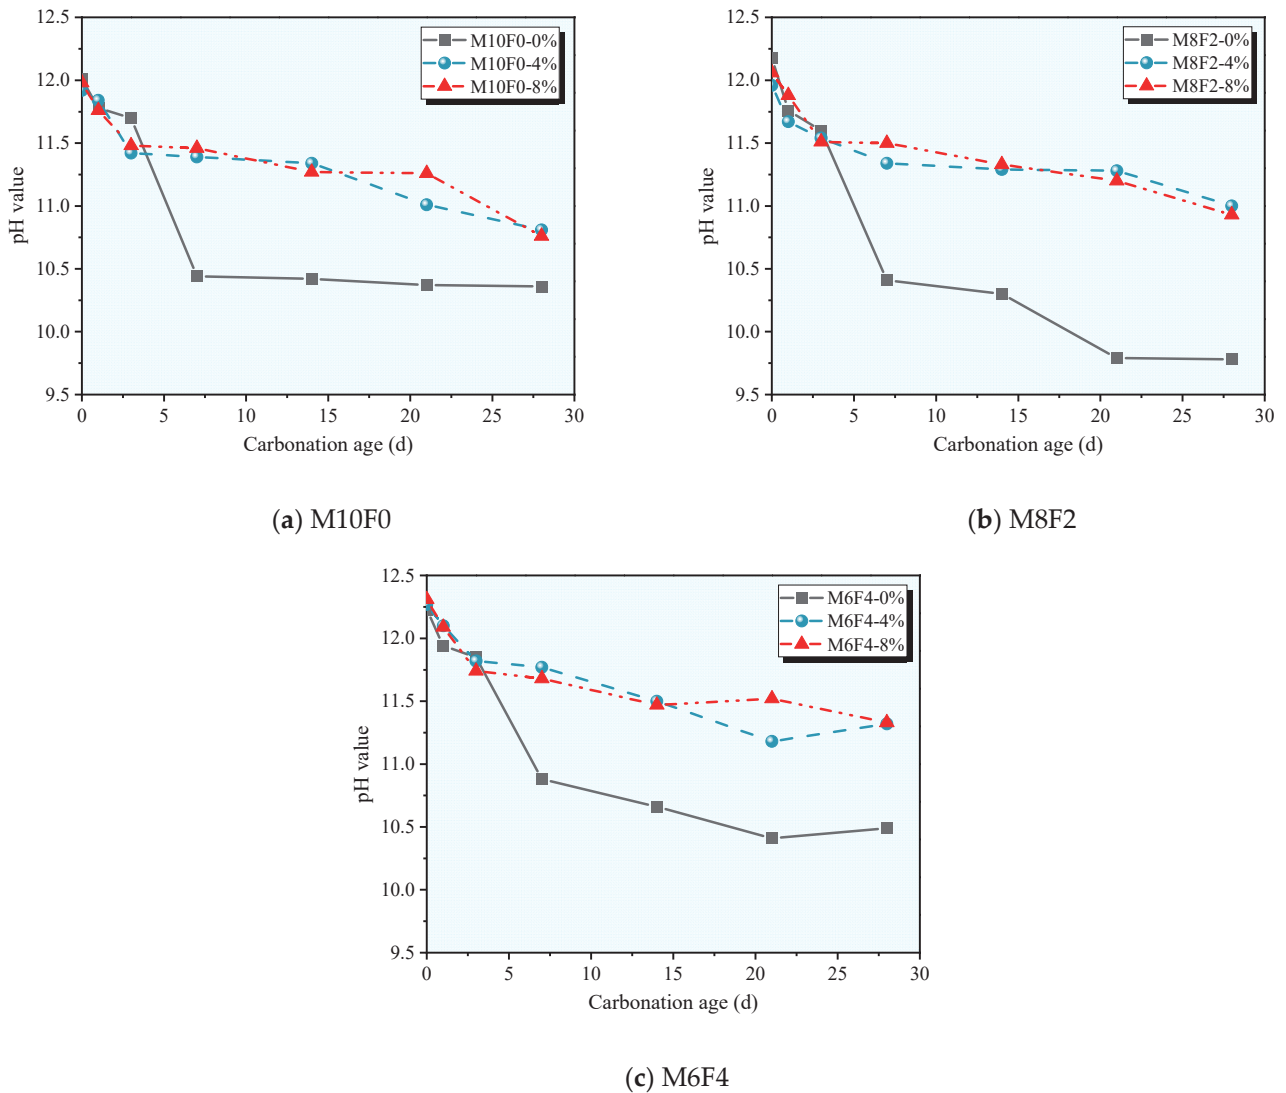 12.5
12.0
11.5
11.0
10.5
10.0
9.5
pH value
0 5 10 15 20 25 30
Carbonation age (d)
M10F0-0%
M10F0-4%
M10F0-8%
(a) M10F0
12.5
12.0
11.5
11.0
10.5
10.0
9.5
pH value
0 5 10 15 20 25 30
Carbonation age (d)
M8F2-0%
M8F2-4%
M8F2-8%
(b) M8F2
12.5
12.0
11.5
11.0
10.5
10.0
9.5
pH value
0 5 10 15 20 25 30
Carbonation age (d)
M6F4-0%
M6F4-4%
M6F4-8%
(c) M6F4